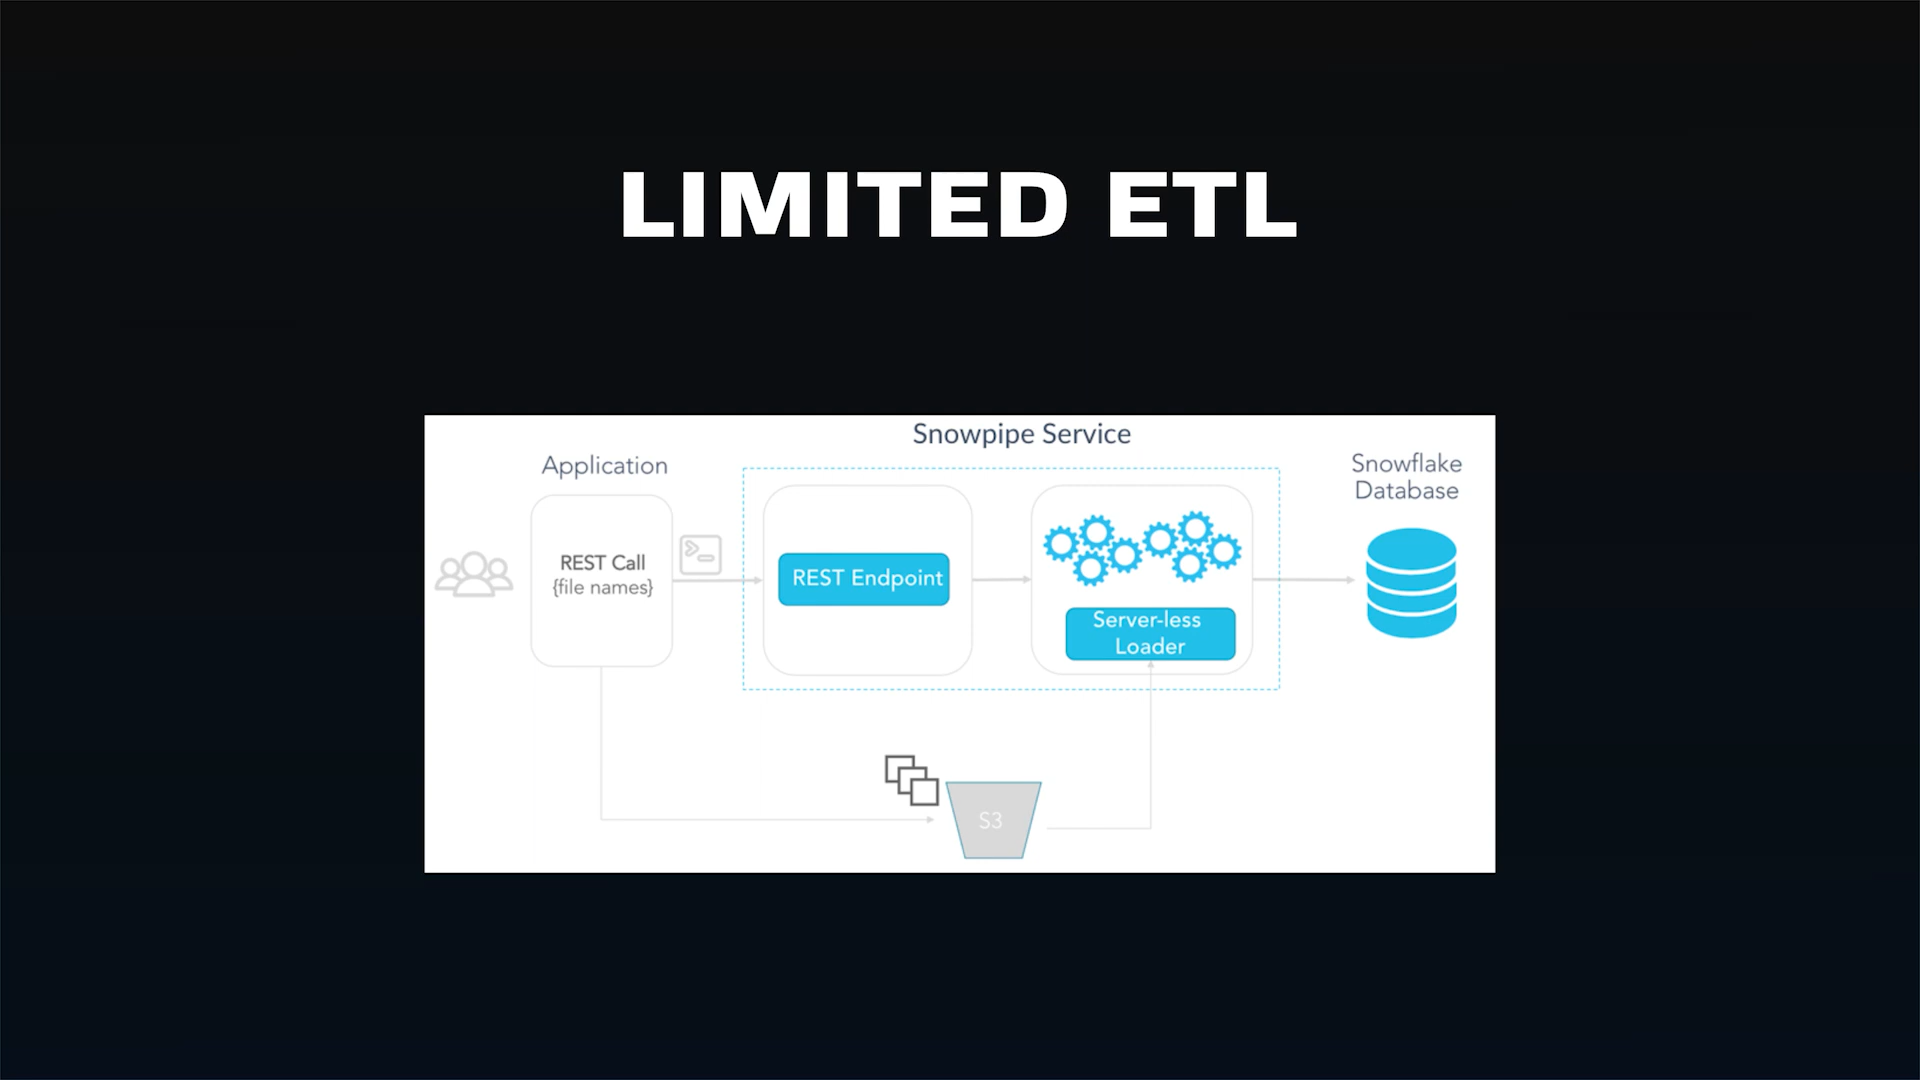 LIMITED ETL
Snowpipe Service
Application
Snowflake
Database
REST Call
{file names}
REST Endpoint
Server-less
Loader
S3